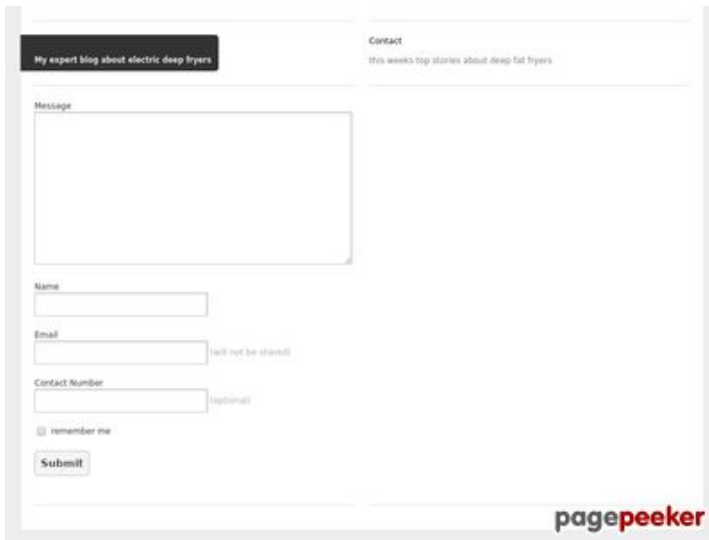 My expert blog about electric deep fryers
Contact
this weeks top stories about deep fat fryers
Message
Name
Email
(will not be shared)
Contact Number
(optional)
remember me
Submit
pagepeeker